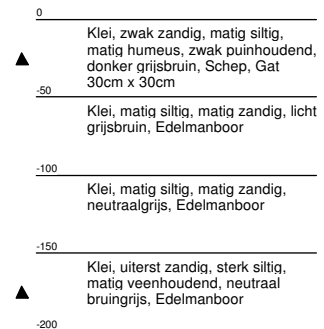 0
Klei, zwak zandig, matig siltig,
matig humeus, zwak puinhoudend,
donker grijsbruin, Schep, Gat
30cm x 30cm
-50
Klei, matig siltig, matig zandig, licht
grijsbruin, Edelmanboor
-100
Klei, matig siltig, matig zandig,
neutraalgrijs, Edelmanboor
-150
Klei, uiterst zandig, sterk siltig,
matig veenhoudend, neutraal
bruingrijs, Edelmanboor
-200